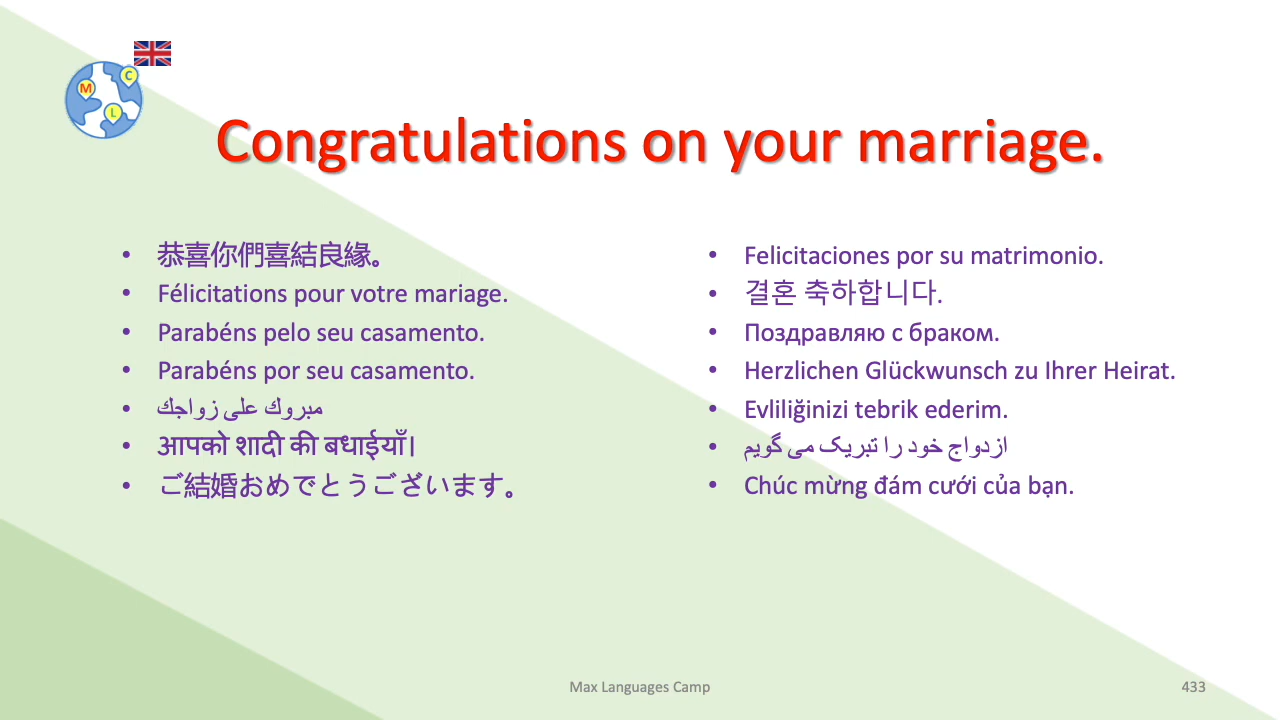 M C L
Congratulations on your marriage.
• 恭喜你們喜結良緣。
• Félicitations pour votre mariage.
• Parabéns pelo seu casamento.
• Parabéns por seu casamento.
• مبروك على زواجك
• आपको शादी की बधाईयाँ।
• ご結婚おめでとうございます。
• Felicitaciones por su matrimonio.
• 결혼 축하합니다.
• Поздравляю с браком.
• Herzlichen Glückwunsch zu Ihrer Heirat.
• Evliliğinizi tebrik ederim.
• ازدواج خود را تبریک می گویم
• Chúc mừng đám cưới của bạn.
Max Languages Camp
433